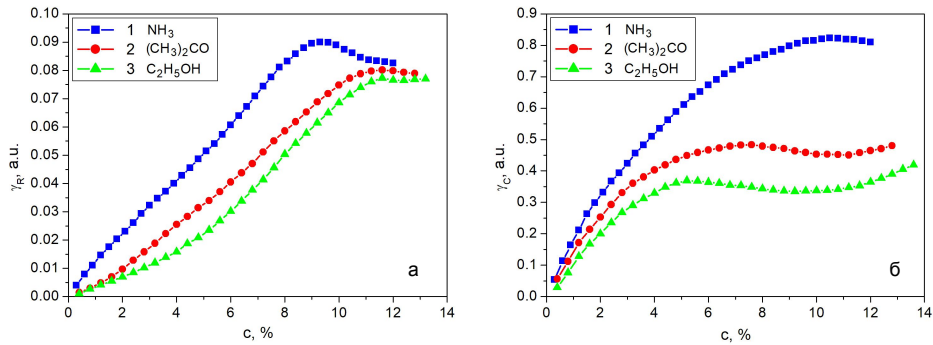 0.10
0.09
0.08
0.07
0.06
0.05
0.04
0.03
0.02
0.01
0.00
γR, a.u.
1 NH3
2 (CH3)2CO
3 C2H5OH
а
0 2 4 6 8 10 12 14
c, %
0.9
0.8
0.7
0.6
0.5
0.4
0.3
0.2
0.1
0.0
γC, a.u.
1 NH3
2 (CH3)2CO
3 C2H5OH
б
0 2 4 6 8 10 12 14
c, %